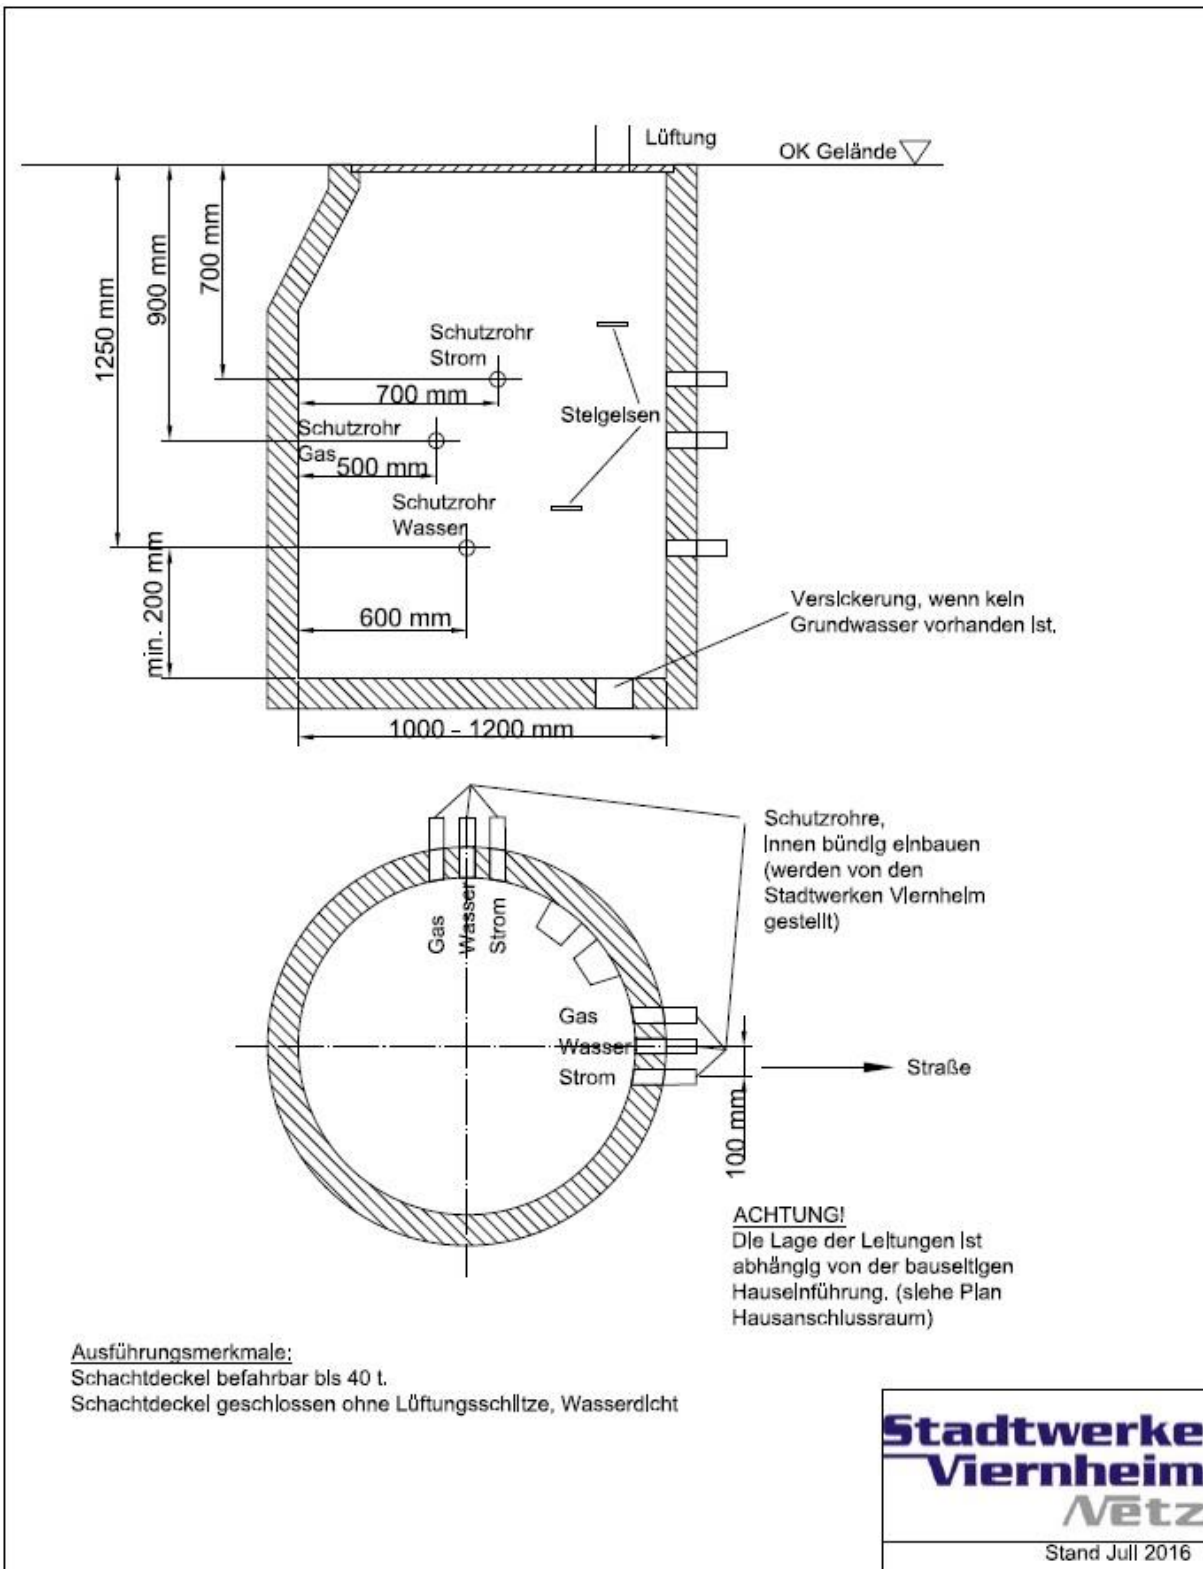 Lüftung
OK Gelände
1250 mm
900 mm
700 mm
Schutzrohr
Strom
700 mm
Steigeisen
Schutzrohr
Gas
500 mm
Schutzrohr
Wasser
min. 200 mm
600 mm
Versickerung, wenn kein
Grundwasser vorhanden ist.
1000 - 1200 mm
Schutzrohre,
innen bündig einbauen
(werden von den
Stadtwerken Viernheim
gestellt)
Gas
Wasser
Strom
Gas
Wasser
Strom
Straße
100 mm
ACHTUNG!
Die Lage der Leitungen ist
abhängig von der bauseitigen
Hauseinführung. (siehe Plan
Hausanschlussraum)
Ausführungsmerkmale:
Schachtdeckel befahrbar bis 40 t.
Schachtdeckel geschlossen ohne Lüftungsschlitze, Wasserdicht
Stadtwerke
Viernheim
Netz
Stand Juli 2016